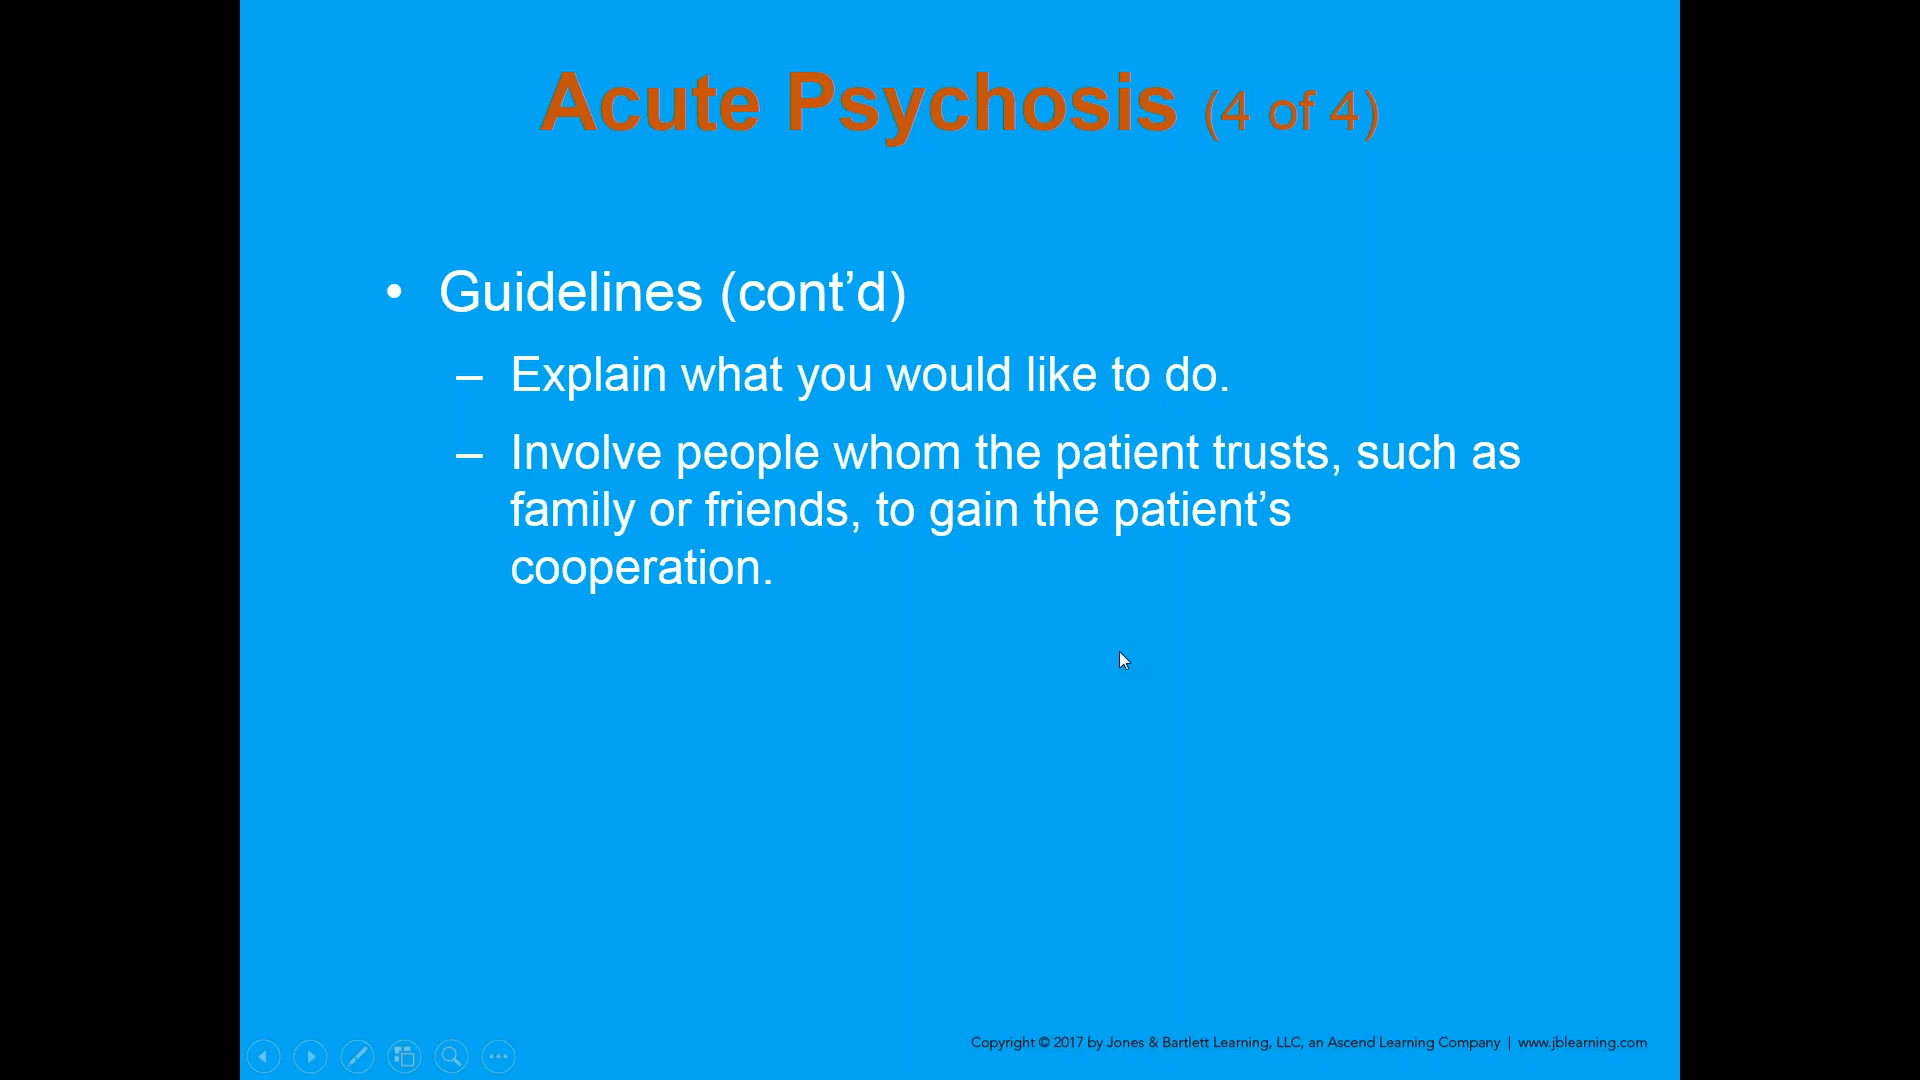 Acute Psychosis (4 of 4)
• Guidelines (cont’d)
– Explain what you would like to do.
– Involve people whom the patient trusts, such as
family or friends, to gain the patient’s
cooperation.
Copyright © 2017 by Jones & Bartlett Learning, LLC, an Ascend Learning Company | www.jblearning.com